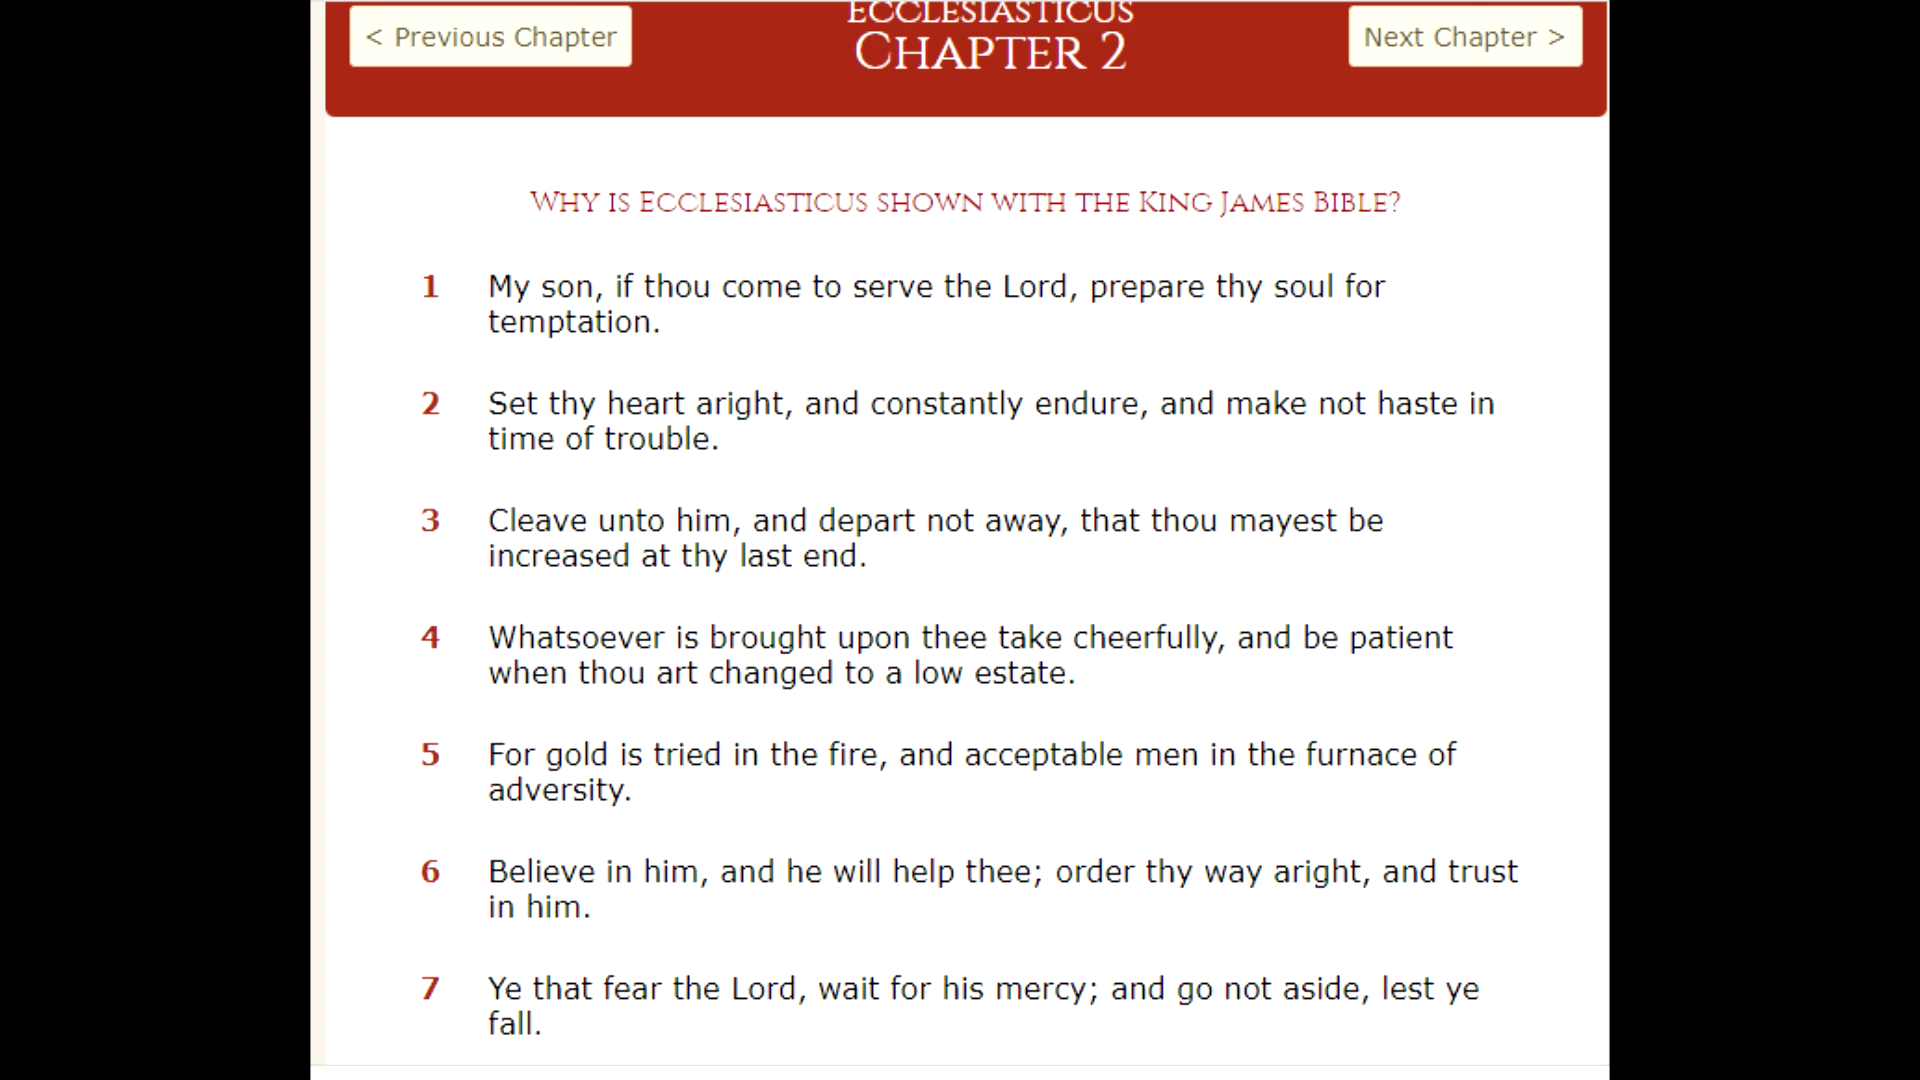 < Previous Chapter
Ecclesiasticus
Chapter 2
Next Chapter >
Why is Ecclesiasticus shown with the King James Bible?
1 My son, if thou come to serve the Lord, prepare thy soul for
temptation.
2 Set thy heart aright, and constantly endure, and make not haste in
time of trouble.
3 Cleave unto him, and depart not away, that thou mayest be
increased at thy last end.
4 Whatsoever is brought upon thee take cheerfully, and be patient
when thou art changed to a low estate.
5 For gold is tried in the fire, and acceptable men in the furnace of
adversity.
6 Believe in him, and he will help thee; order thy way aright, and trust
in him.
7 Ye that fear the Lord, wait for his mercy; and go not aside, lest ye
fall.